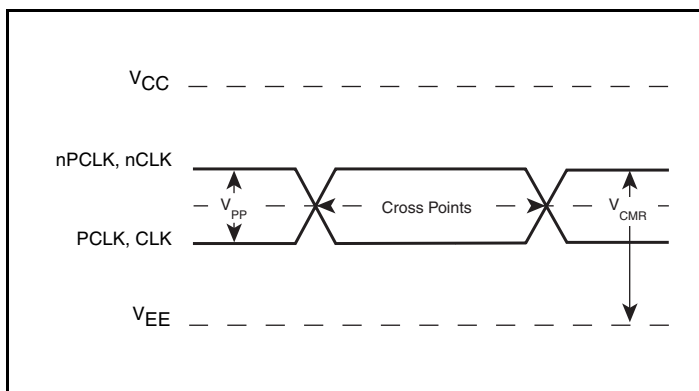 VCC
nPCLK, nCLK
VPP
Cross Points
VCMR
PCLK, CLK
VEE